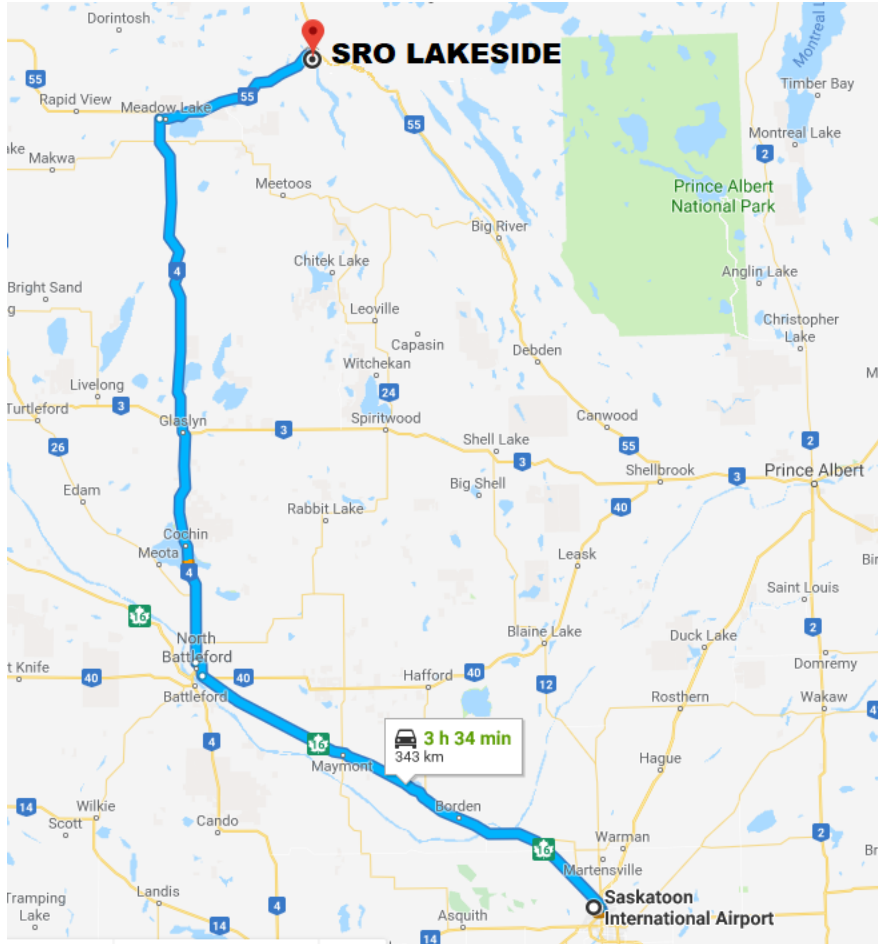 Dorintosh
SRO LAKESIDE
55
Rapid View
55
Meadow Lake
Timber Bay
Montreal L
55
Montreal Lake
2
ake
Makwa
Meetoos
Prince Albert
National Park
Big River
Chitek Lake
4
Anglin Lake
Bright Sand
g
Leoville
Christopher
Lake
Capasin
Debden
Witchekan
M
Livelong
24
3
Turtleford
Glaslyn
3
Spiritwood
Canwood
26
Shell Lake
55
2
3
Shellbrook
3
Prince Albert
Edam
Big Shell
40
Rabbit Lake
Cochin
Meota
4
Leask
Bir
Saint Louis
16
Blaine Lake
2
Duck Lake
North
Battleford
t Knife
40
40
Hafford
40
12
Domremy
Battleford
Rosthern
Wakaw
41
4
16
3 h 34 min
343 km
Maymont
Hague
14
Wilkie
Scott
Cando
Borden
2
Warman
16
Martensville
Br
Tramping
Lake
Landis
4
14
Asquith
14
Saskatoon
International Airport